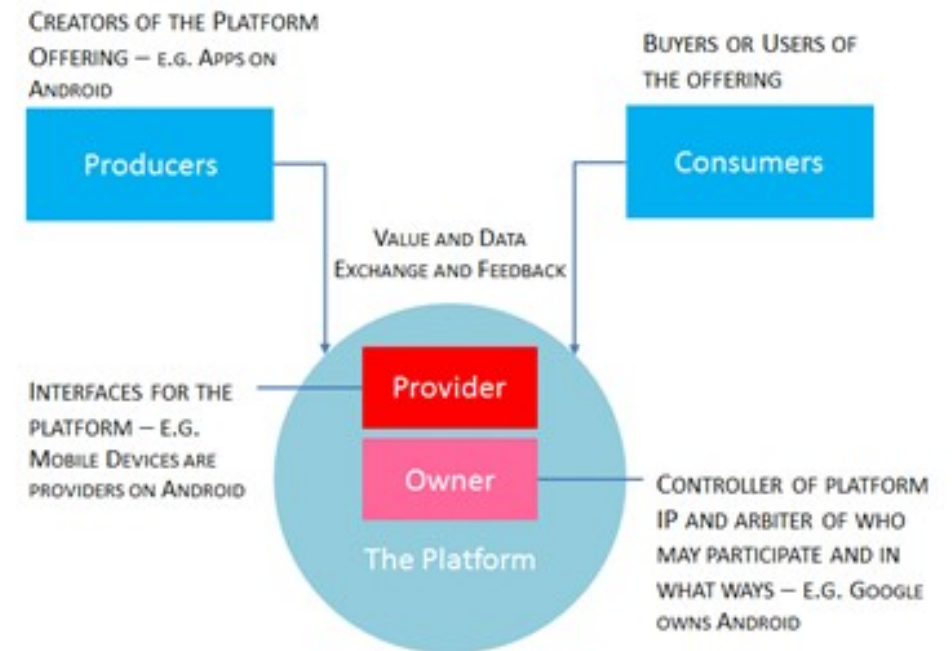 CREATORS OF THE PLATFORM
OFFERING – E.G. APPS ON
ANDROID
BUYERS OR USERS OF
THE OFFERING
Producers
Consumers
VALUE AND DATA
EXCHANGE AND FEEDBACK
INTERFACES FOR THE
PLATFORM – E.G.
MOBILE DEVICES ARE
PROVIDERS ON ANDROID
Provider
Owner
The Platform
CONTROLLER OF PLATFORM
IP AND ARBITER OF WHO
MAY PARTICIPATE AND IN
WHAT WAYS – E.G. GOOGLE
OWNS ANDROID